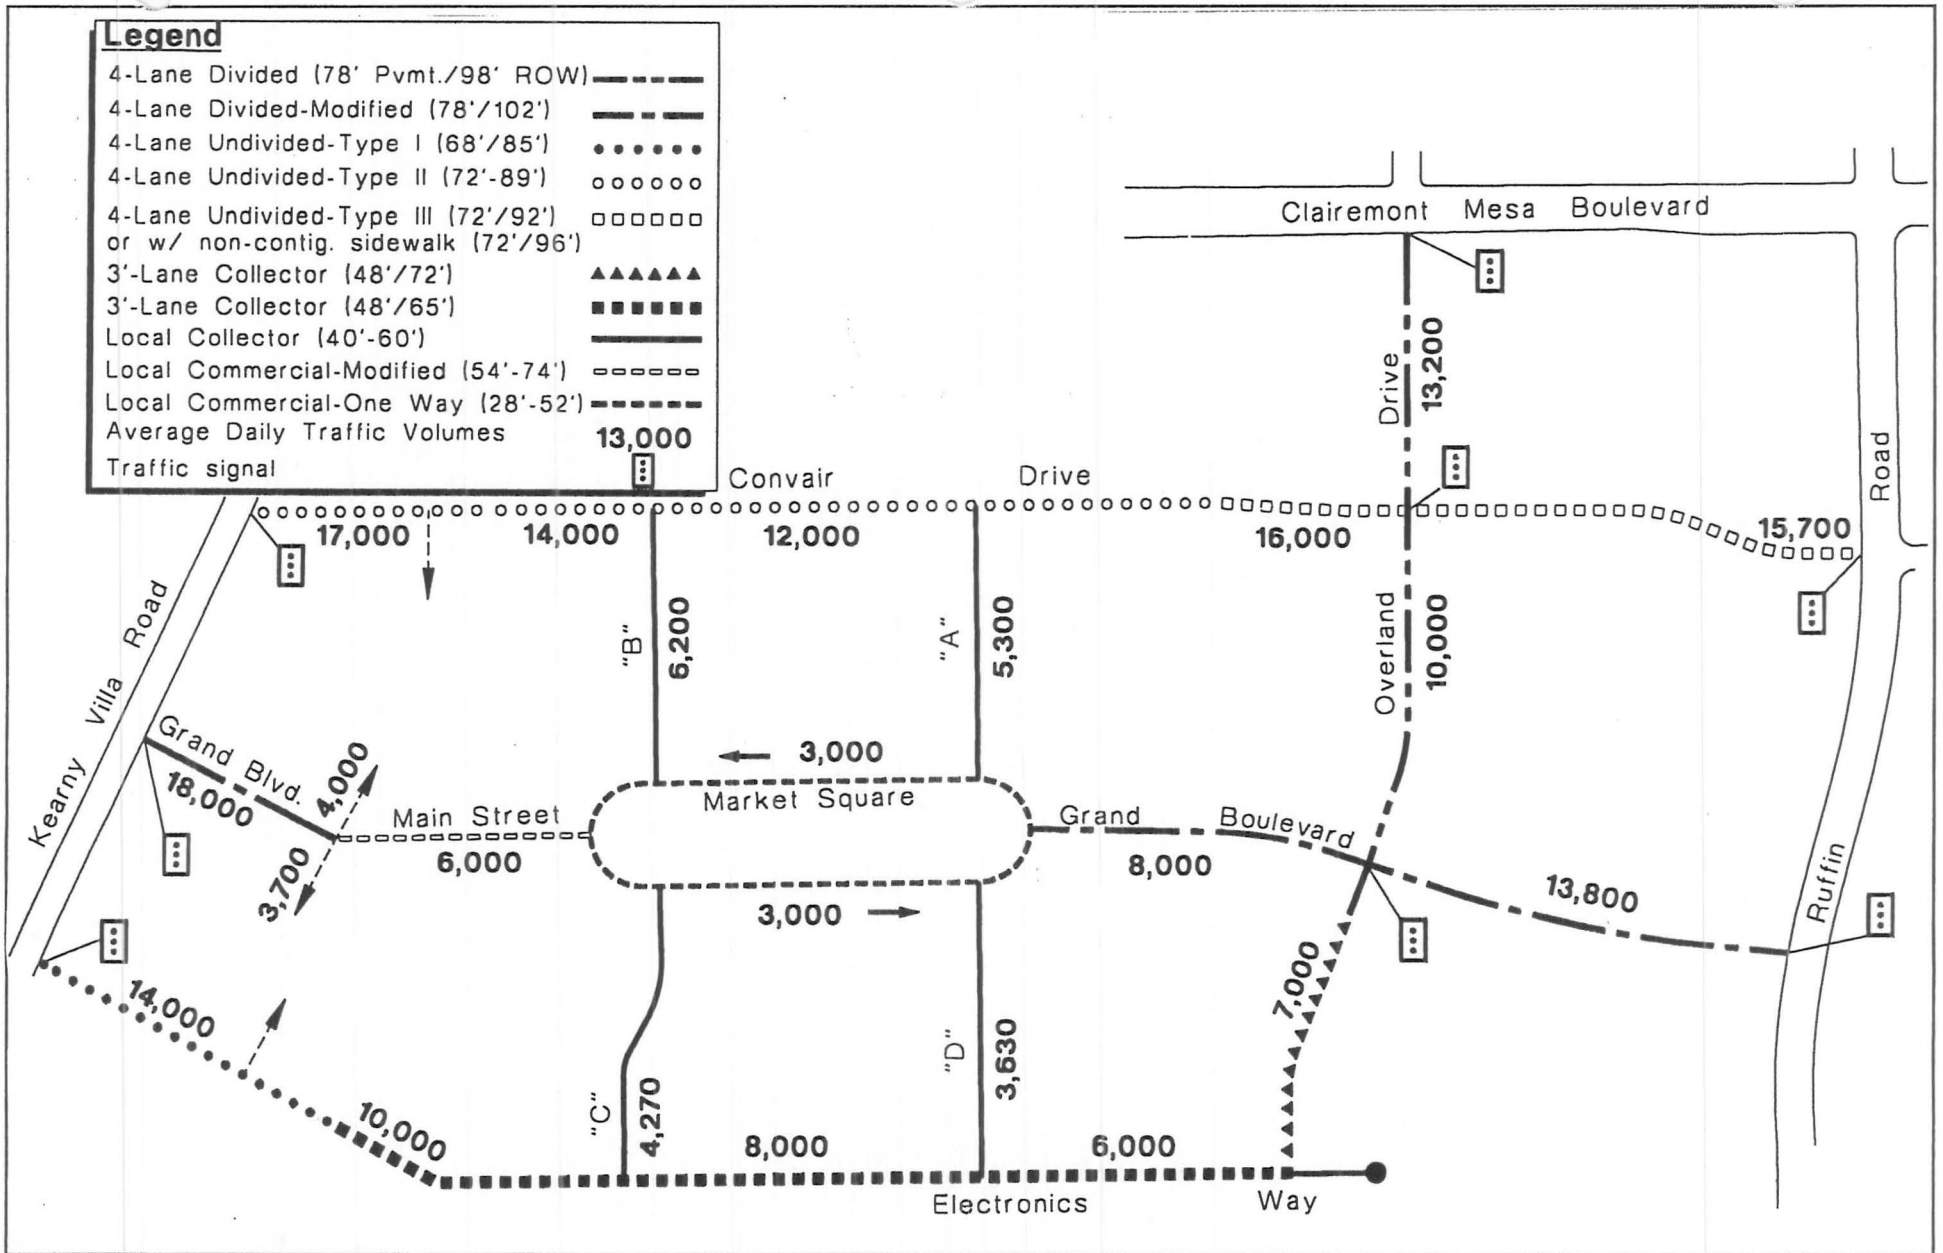 Legend
4-Lane Divided (78' Pvmt./98' ROW)
4-Lane Divided-Modified (78'/102')
4-Lane Undivided-Type I (68'/85')
4-Lane Undivided-Type II (72'-89')
4-Lane Undivided-Type III (72'/92')
or w/ non-contig. sidewalk (72'/96')
3'-Lane Collector (48'/72')
3'-Lane Collector (48'/65')
Local Collector (40'-60')
Local Commercial-Modified (54'-74')
Local Commercial-One Way (28'-52')
Average Daily Traffic Volumes 13,000
Traffic signal
Clairemont Mesa Boulevard
Drive
13,200
Road
Convair Drive
17,000
14,000
12,000
16,000
15,700
Kearny Villa Road
"B"
6,200
"A"
5,300
Overland
10,000
Grand Blvd.
18,000
4,000
3,700
Main Street
6,000
3,000
Market Square
3,000
Grand Boulevard
8,000
13,800
Ruffin
14,000
10,000
"C"
4,270
"D"
3,630
7,000
8,000
6,000
Electronics Way